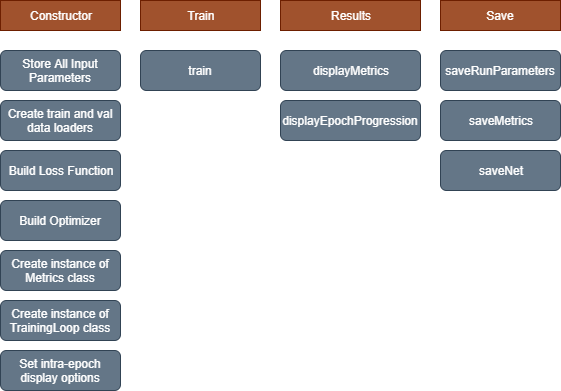 Constructor
Store All Input
Parameters
Create train and val
data loaders
Build Loss Function
Build Optimizer
Create instance of
Metrics class
Create instance of
TrainingLoop class
Set intra-epoch
display options
Train
train
Results
displayMetrics
displayEpochProgression
Save
saveRunParameters
saveMetrics
saveNet